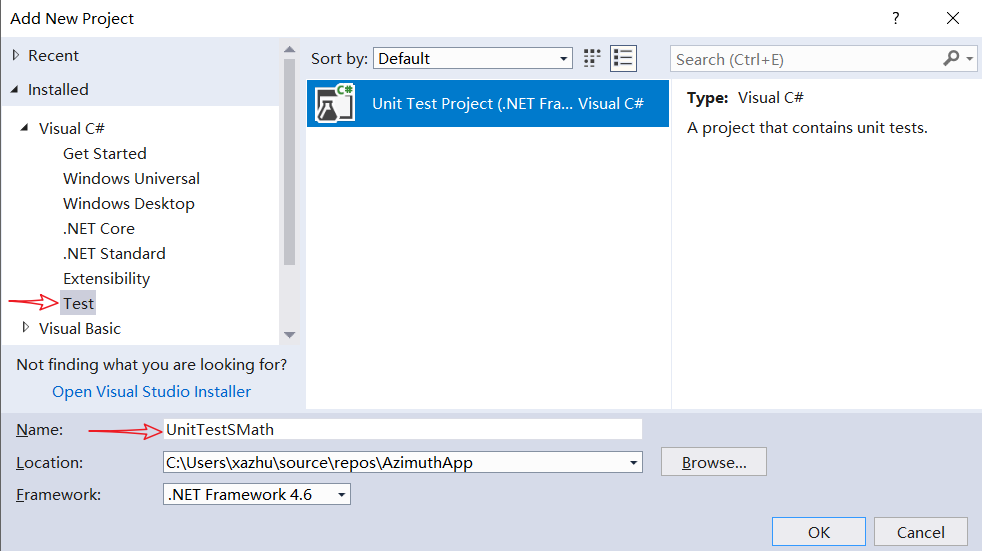 Add New Project
?
Recent
Installed
Visual C#
Get Started
Windows Universal
Windows Desktop
.NET Core
.NET Standard
Extensibility
Test
Visual Basic
Not finding what you are looking for?
Open Visual Studio Installer
Sort by: Default
Search (Ctrl+E)
C#
Unit Test Project (.NET Fra... Visual C#
Type: Visual C#
A project that contains unit tests.
Name: UnitTestSMath
Location: C:\Users\xazhu\source\repos\AzimuthApp Browse...
Framework: .NET Framework 4.6
OK Cancel